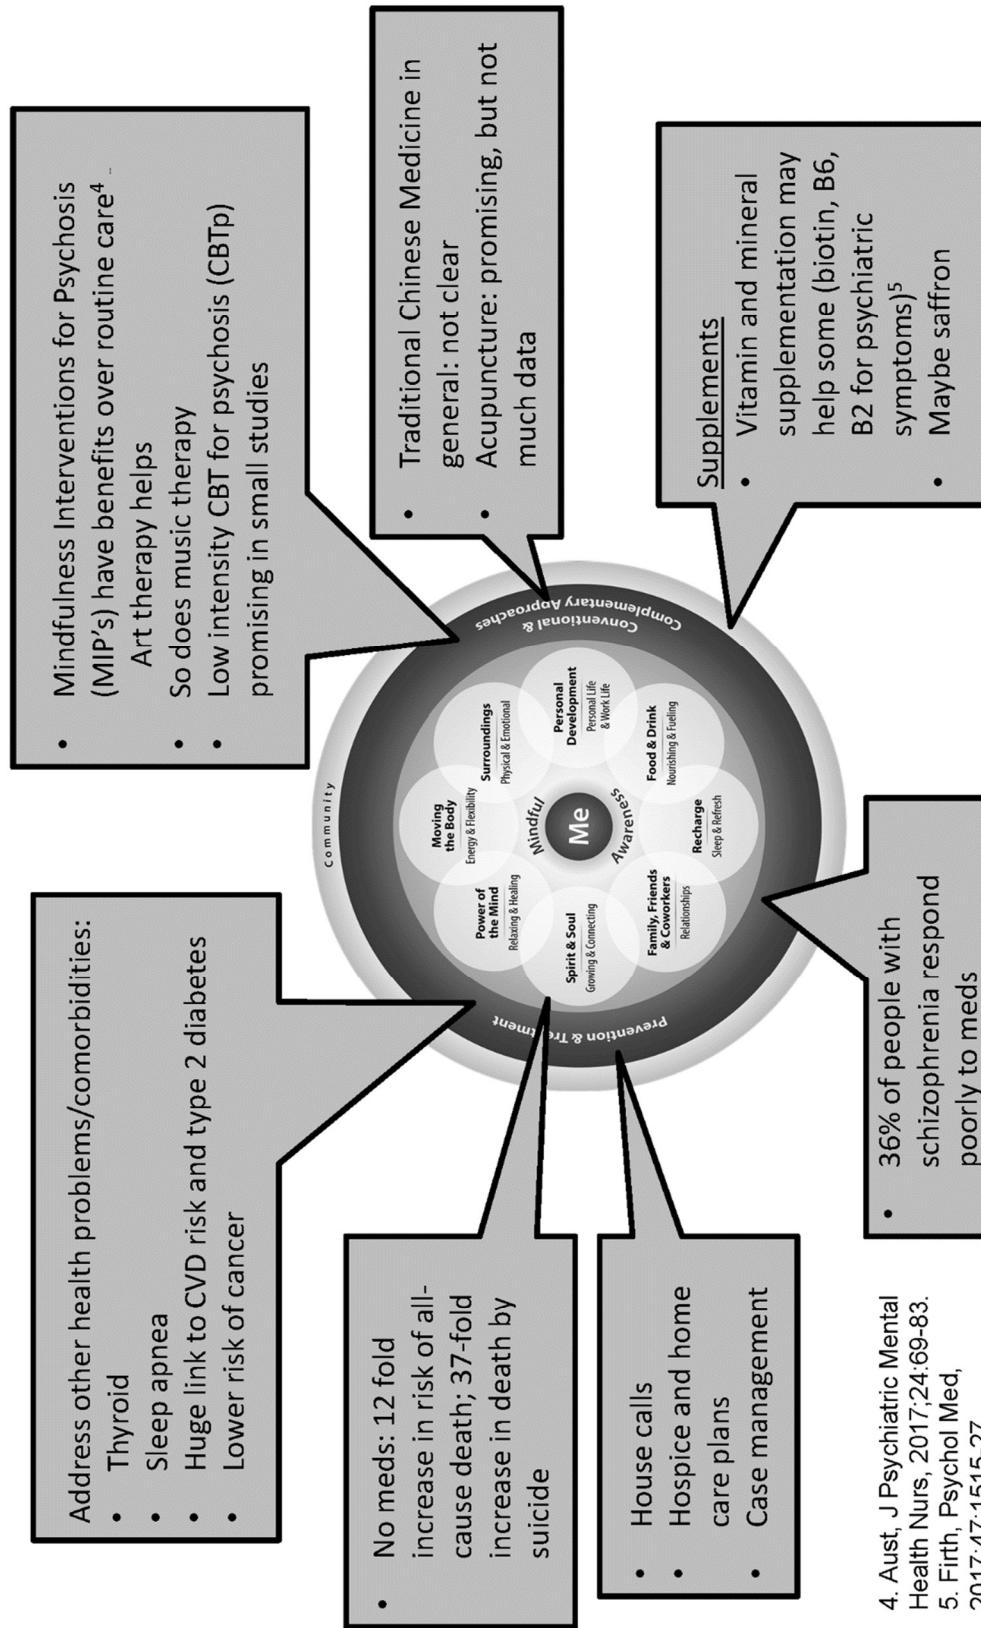 Mindfulness Interventions for Psychosis
(MIP's) have benefits over routine care4 ..
Art therapy helps
So does music therapy
Low intensity CBT for psychosis (CBTp)
promising in small studies
Address other health problems/comorbidities:
Thyroid
Sleep apnea
Huge link to CVD risk and type 2 diabetes
Lower risk of cancer
Traditional Chinese Medicine in
general: not clear
Acupuncture: promising, but not
much data
No meds: 12 fold
increase in risk of all-
cause death; 37-fold
increase in death by
suicide
Community
Conventional &
Complementary Approaches
Prevention & Treatment
Moving
the Body
Energy & Flexibility
Surroundings
Physical & Emotional
Personal
Development
Personal Life
& Work Life
Food & Drink
Nourishing & Fueling
Recharge
Sleep & Refresh
Family, Friends
& Coworkers
Relationships
Spirit & Soul
Growing & Connecting
Power of
the Mind
Relaxing & Healing
Mindful
Awareness
Me
House calls
Hospice and home
care plans
Case management
Supplements
Vitamin and mineral
supplementation may
help some (biotin, B6,
B2 for psychiatric
symptoms)5
Maybe saffron
36% of people with
schizophrenia respond
poorly to meds
4. Aust, J Psychiatric Mental
Health Nurs, 2017;24:69-83.
5. Firth, Psychol Med,
2017;47:1515-27